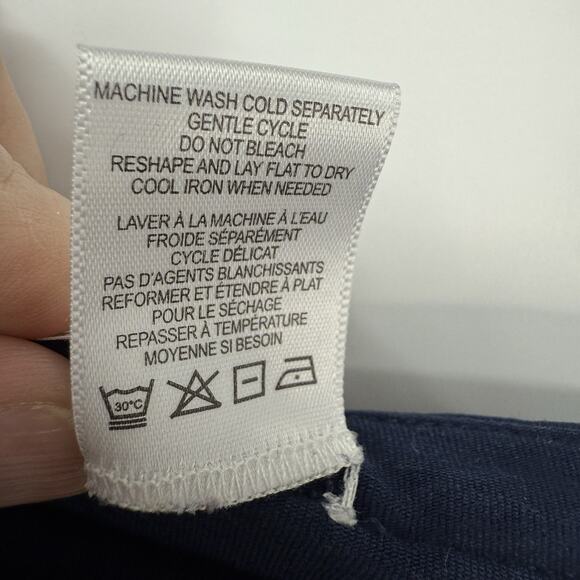 MACHINE WASH COLD SEPARATELY
GENTLE CYCLE
DO NOT BLEACH
RESHAPE AND LAY FLAT TO DRY
COOL IRON WHEN NEEDED
LAVER À LA MACHINE À L'EAU
FROIDE SÉPARÉMENT
CYCLE DÉLICAT
PAS D'AGENTS BLANCHISSANTS
REFORMER ET ÉTENDRE À PLAT
POUR LE SÉCHAGE
REPASSER À TEMPÉRATURE
MOYENNE SI BESOIN
30°C